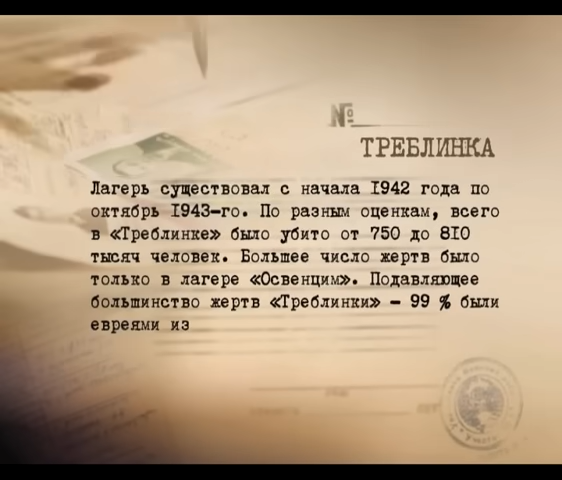 №
ТРЕБЛИНКА
Лагерь существовал с начала 1942 года по
октябрь 1943-го. По разным оценкам, всего
в «Треблинке» было убито от 750 до 810
тысяч человек. Большее число жертв было
только в лагере «Освенцим». Подавляющее
большинство жертв «Треблинки» – 99 % были
евреями из